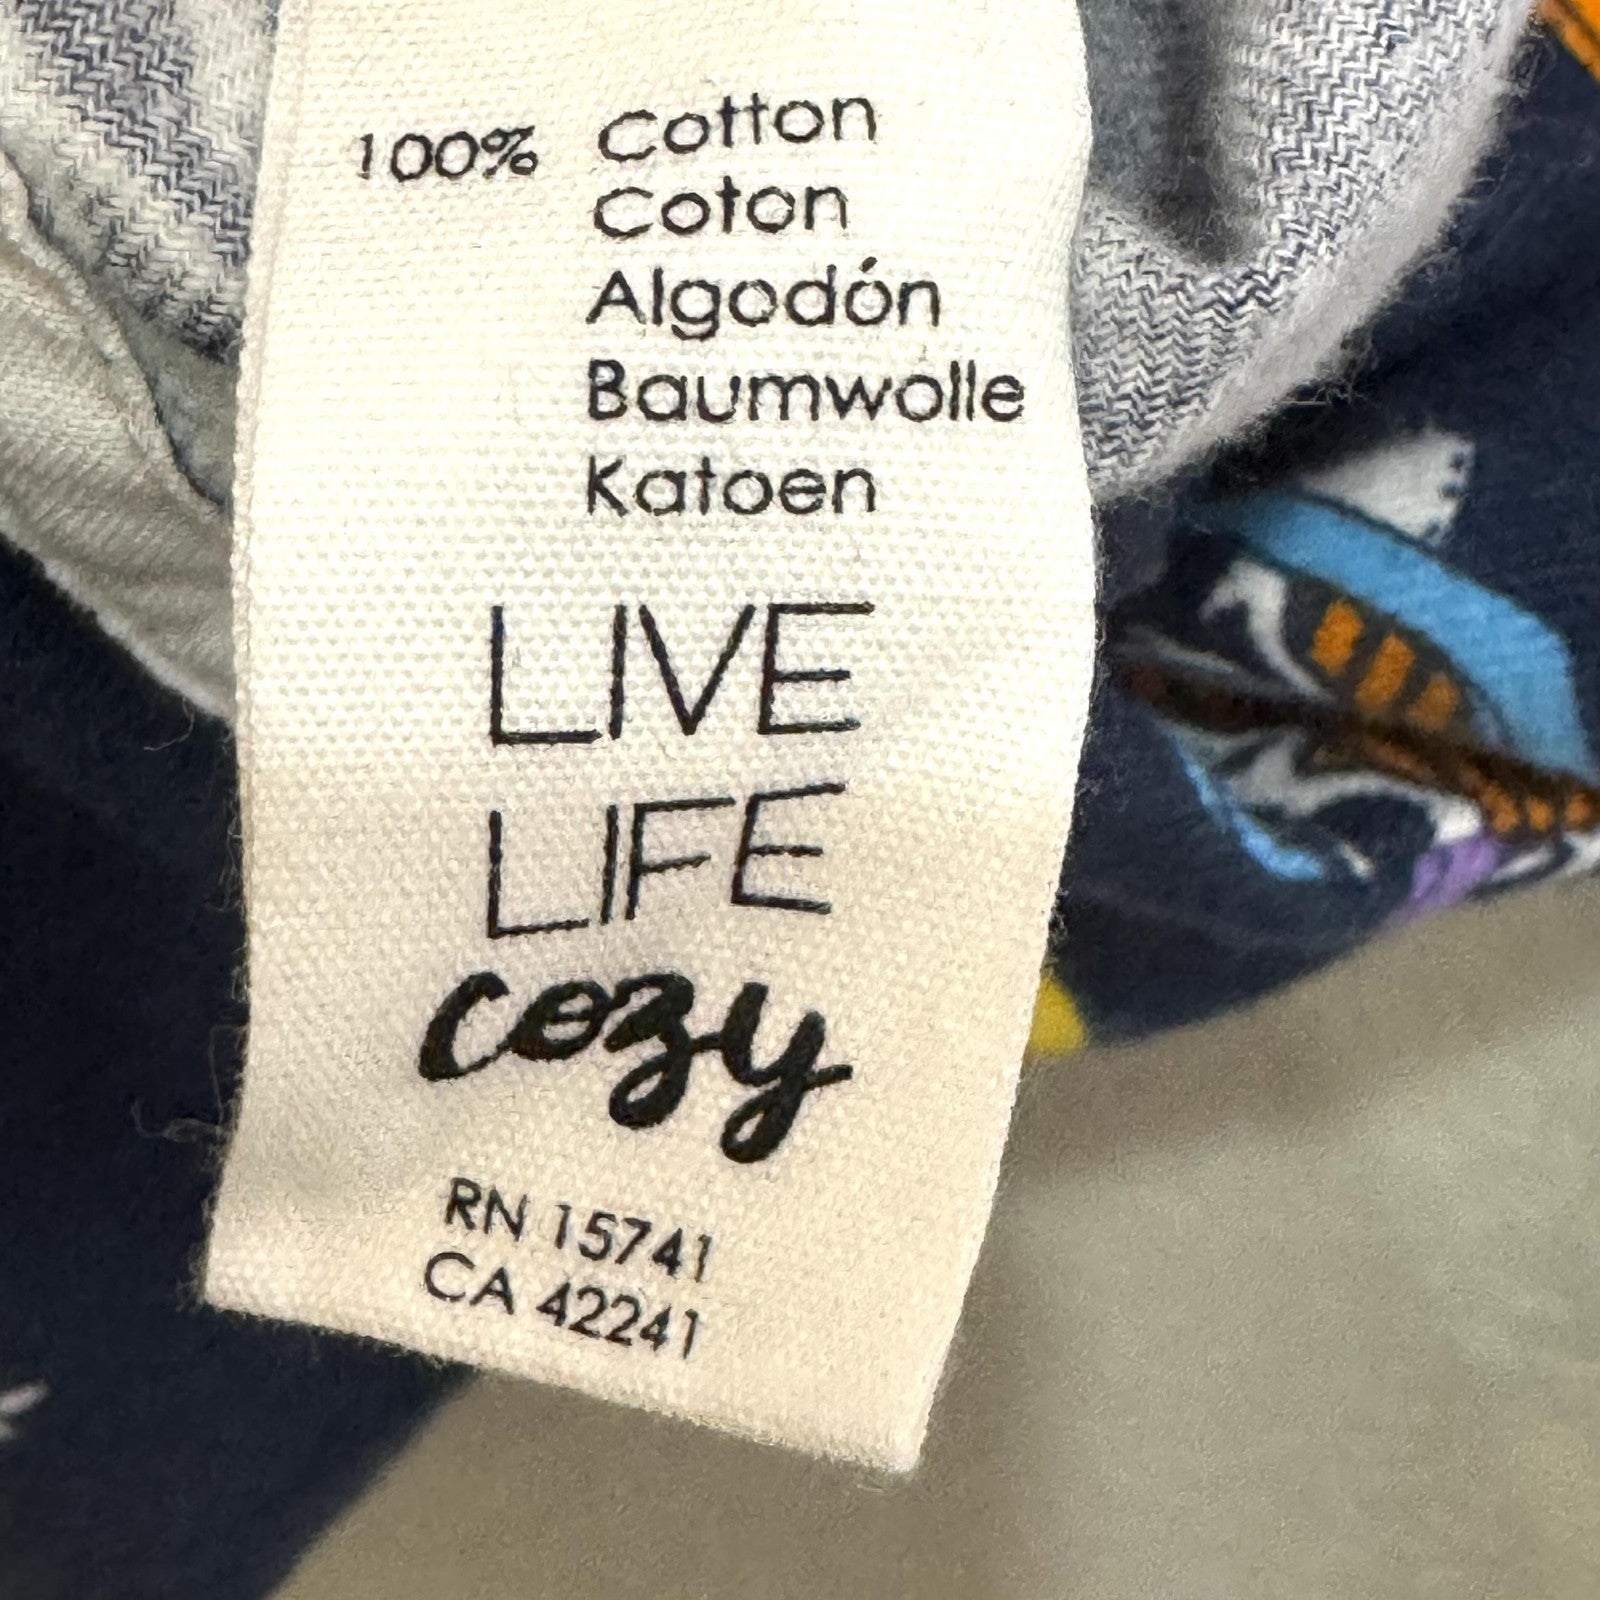 100% Cotton
Coton
Algodón
Baumwolle
Katoen
LIVE
LIFE
cozy
RN 15741
CA 42241